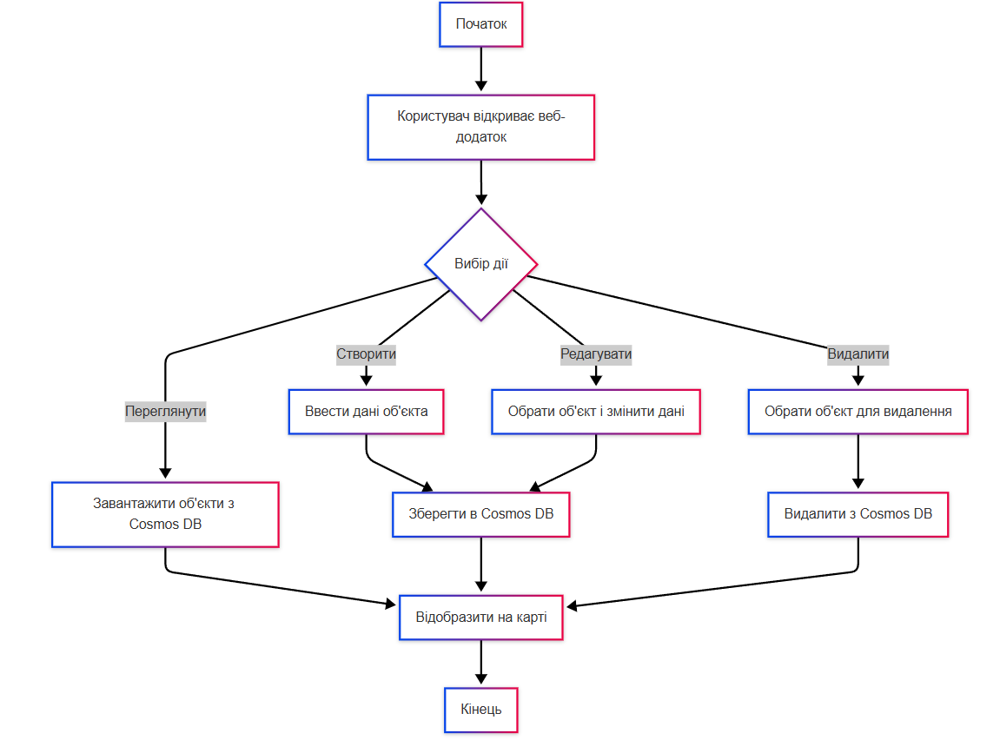 Початок
Користувач відкриває веб-
додаток
Вибір дії
Створити
Редагувати
Видалити
Переглянути
Ввести дані об'єкта
Обрати об'єкт і змінити дані
Обрати об'єкт для видалення
Завантажити об'єкти з
Cosmos DB
Зберегти в Cosmos DB
Видалити з Cosmos DB
Відобразити на карті
Кінець